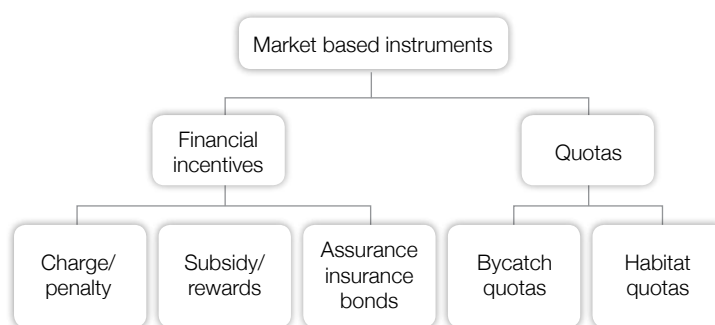 Market based instruments
Financial
incentives
Quotas
Charge/
penalty
Subsidy/
rewards
Assurance
insurance
bonds
Bycatch
quotas
Habitat
quotas